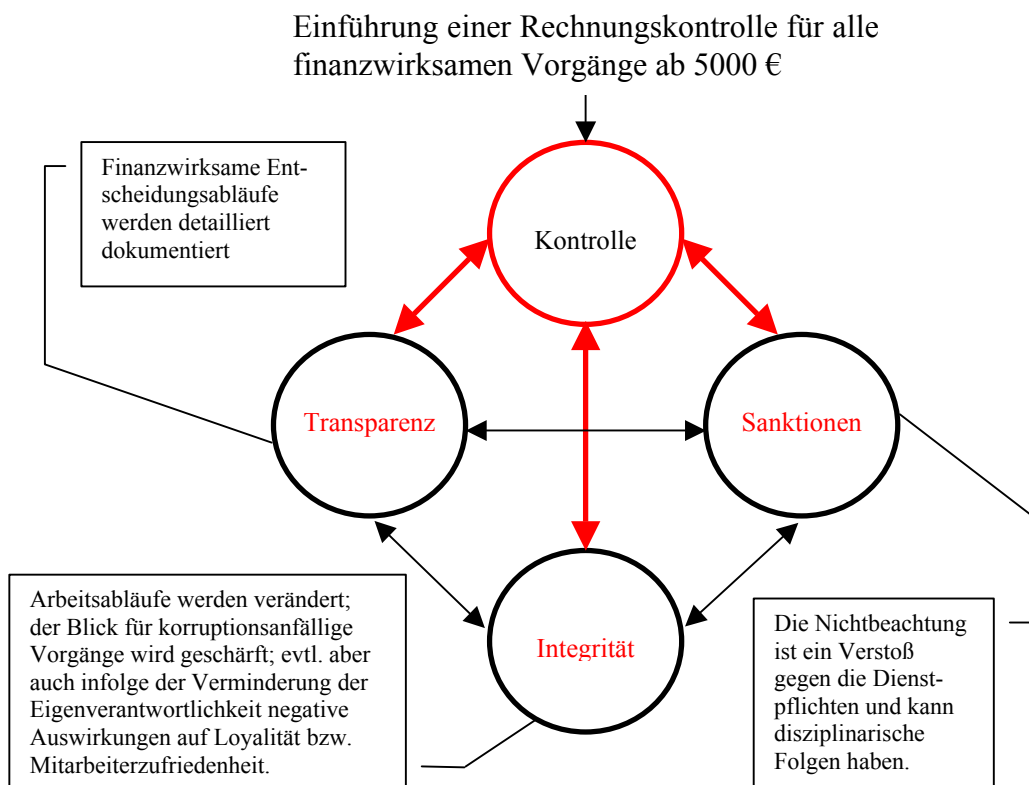 Einführung einer Rechnungskontrolle für alle
finanzwirksamen Vorgänge ab 5000 €
Finanzwirksame Ent-
scheidungsabläufe
werden detailliert
dokumentiert
Kontrolle
Transparenz
Sanktionen
Integrität
Arbeitsabläufe werden verändert;
der Blick für korruptionsanfällige
Vorgänge wird geschärft; evtl. aber
auch infolge der Verminderung der
Eigenverantwortlichkeit negative
Auswirkungen auf Loyalität bzw.
Mitarbeiterzufriedenheit.
Die Nichtbeachtung
ist ein Verstoß
gegen die Dienst-
pflichten und kann
disziplinarische
Folgen haben.